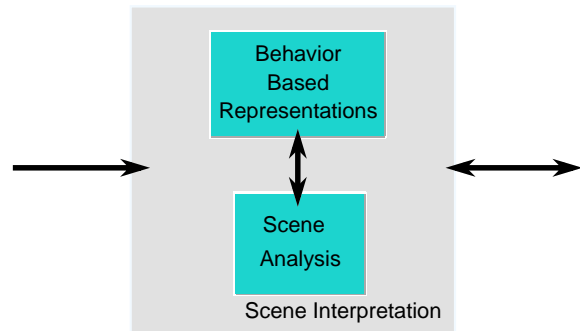 Behavior
Based
Representations
Scene
Analysis
Scene Interpretation